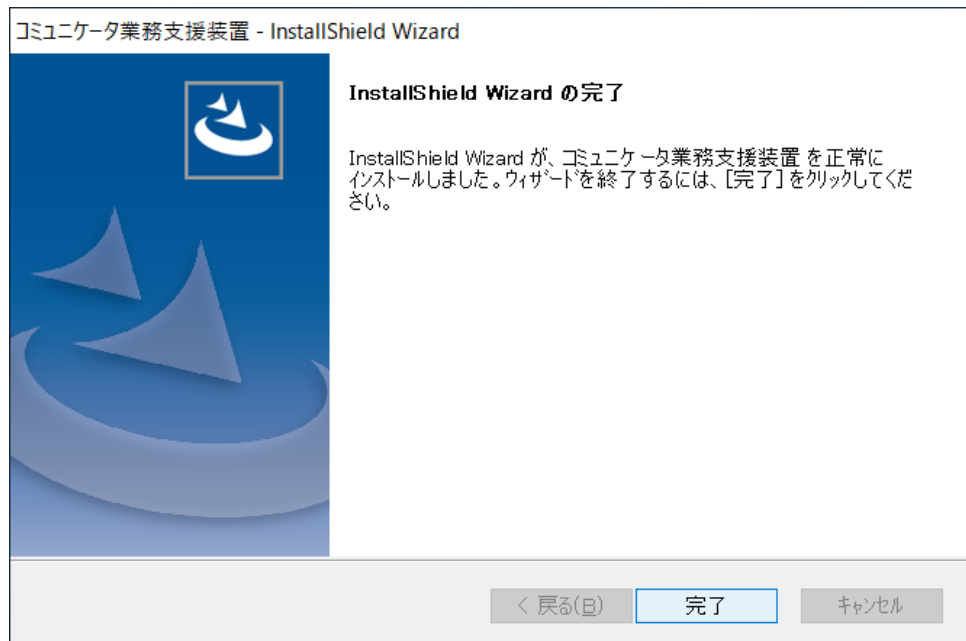 コミュニケータ業務支援装置 - InstallShield Wizard
InstallShield Wizard の完了
InstallShield Wizard が、コミュニケータ業務支援装置 を正常に
インストールしました。ウィザードを終了するには、[完了] をクリックしてくだ
さい。
< 戻る(B)
完了
キャンセル